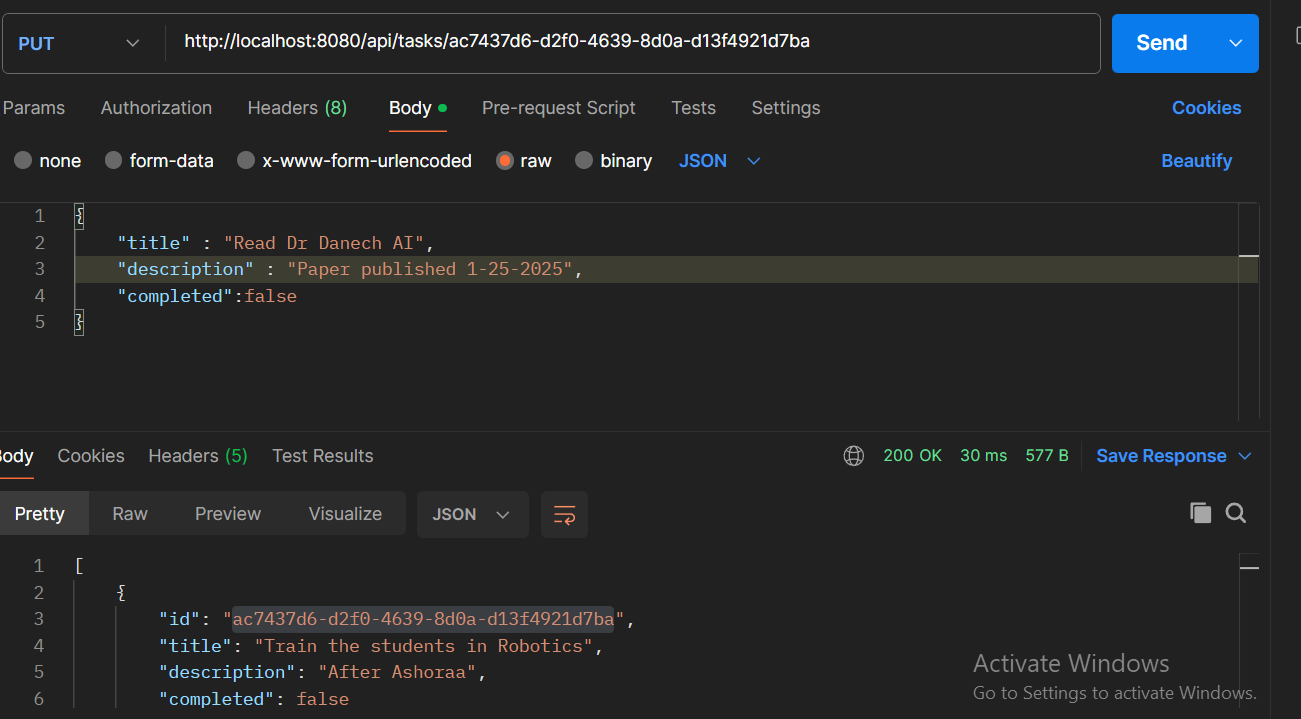 PUT http://localhost:8080/api/tasks/ac7437d6-d2f0-4639-8d0a-d13f4921d7ba Send
Params Authorization Headers (8) Body Pre-request Script Tests Settings Cookies
none form-data x-www-form-urlencoded raw binary JSON Beautify
1 {
2 "title" : "Read Dr Danech AI",
3 "description" : "Paper published 1-25-2025",
4 "completed":false
5 }
Body Cookies Headers (5) Test Results 200 OK 30 ms 577 B Save Response
Pretty Raw Preview Visualize JSON
1 [
2 {
3 "id": "ac7437d6-d2f0-4639-8d0a-d13f4921d7ba",
4 "title": "Train the students in Robotics",
5 "description": "After Ashoraa",
6 "completed": false
Activate Windows
Go to Settings to activate Windows.